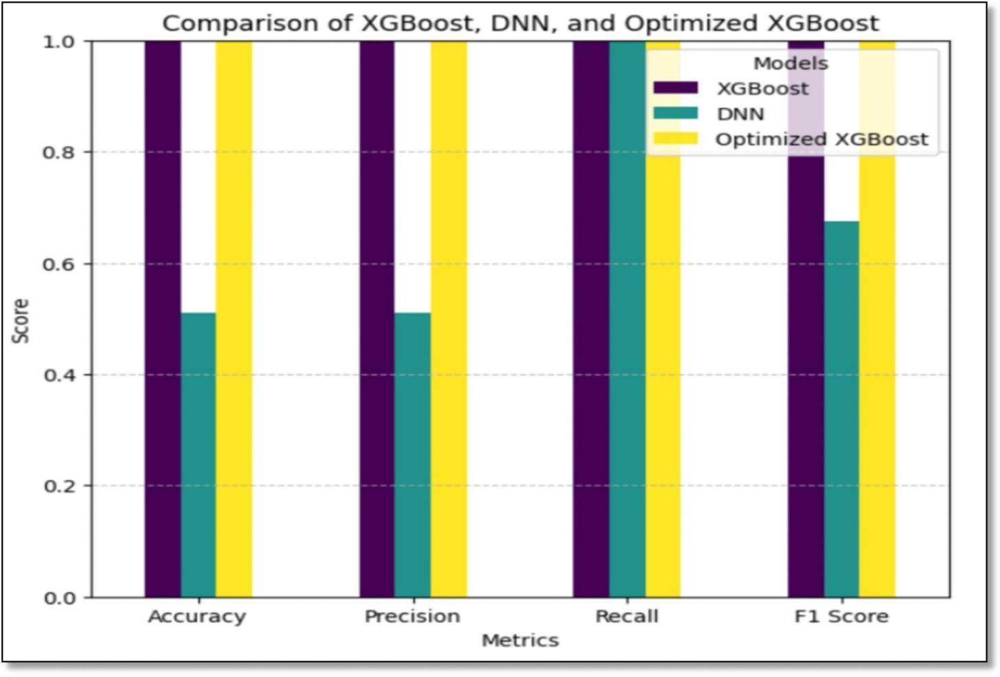 Comparison of XGBoost, DNN, and Optimized XGBoost
1.0
0.8
0.6
0.4
0.2
0.0
Score
Models
XGBoost
DNN
Optimized XGBoost
Accuracy Precision Recall F1 Score
Metrics